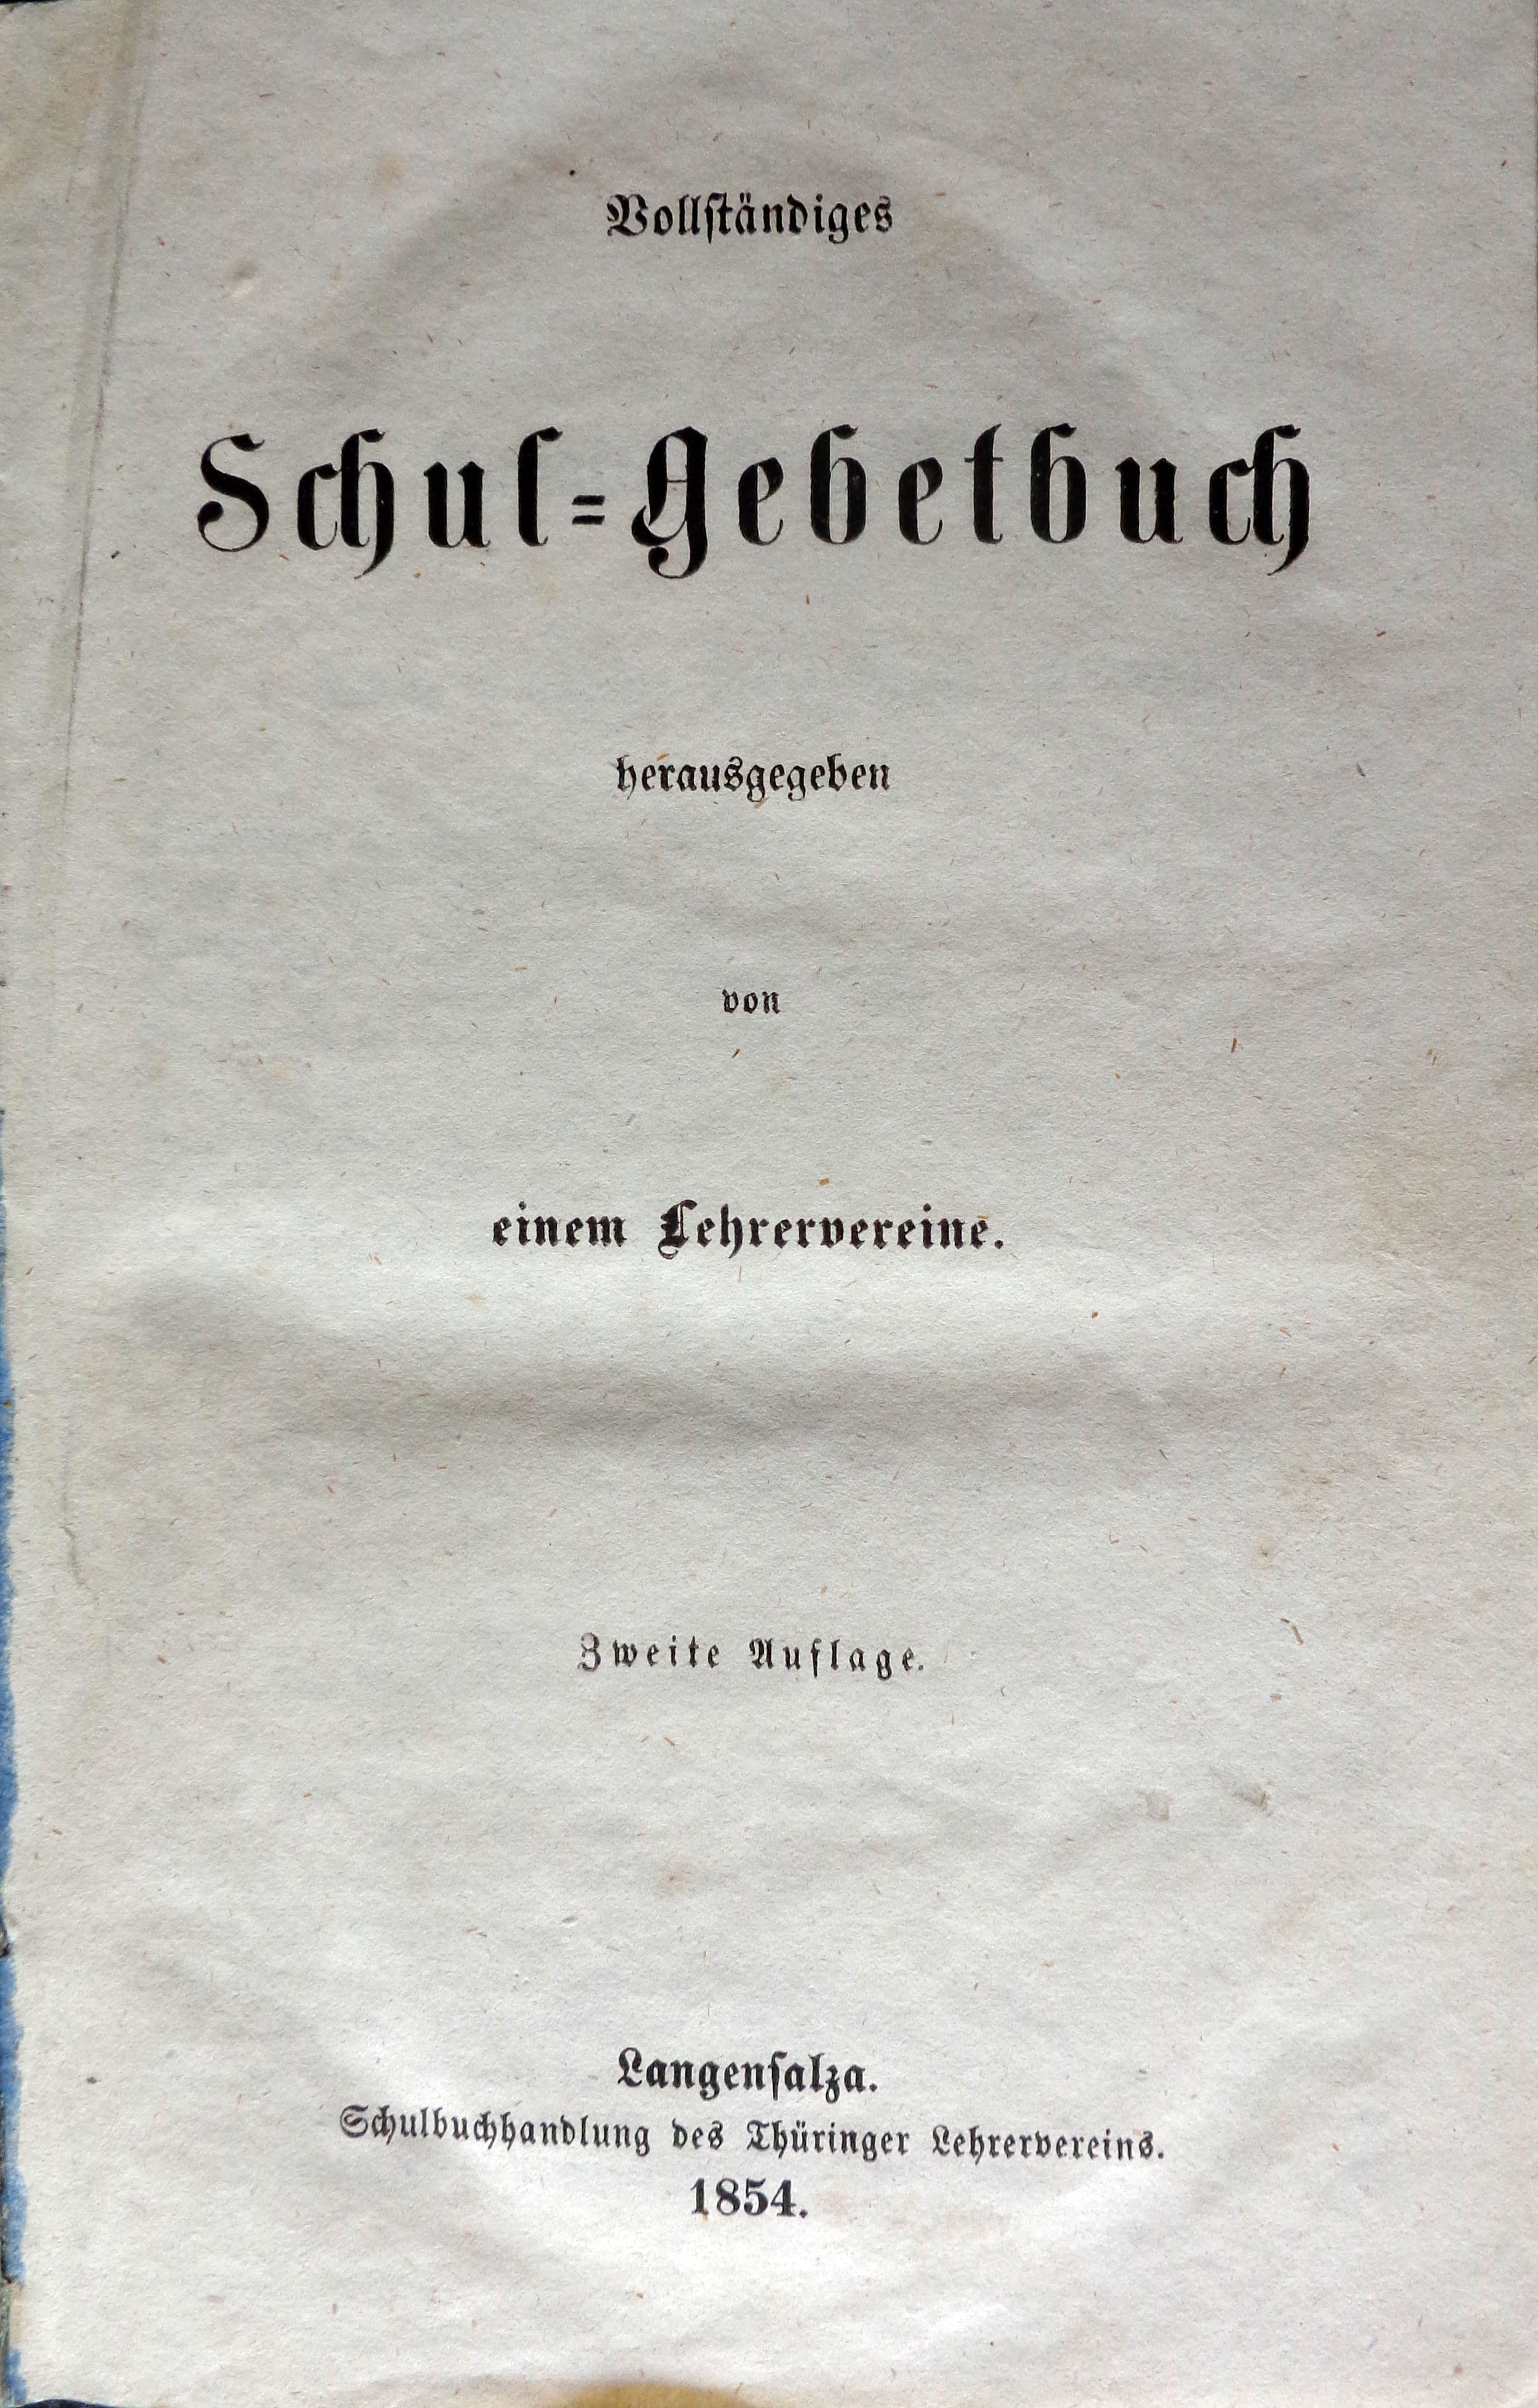 Vollſtändiges
Schul=Gebetbuch
herausgegeben
von
einem Lehrervereine.
Zweite Auflage.
Langenſalza.
Schulbuchhandlung des Thüringer Lehrervereins.
1854.